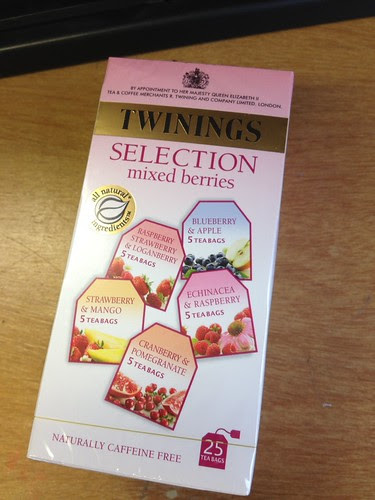 BY APPOINTMENT TO HER MAJESTY QUEEN ELIZABETH II
TEA & COFFEE MERCHANTS R. TWINING AND COMPANY LIMITED, LONDON.
TWININGS
SELECTION
mixed berries
all natural*
ingredients™
BLUEBERRY
& APPLE
5 TEA BAGS
RASPBERRY
STRAWBERRY
& LOGANBERRY
5 TEA BAGS
ECHINACEA
& RASPBERRY
5 TEA BAGS
STRAWBERRY
& MANGO
5 TEA BAGS
CRANBERRY &
POMEGRANATE
5 TEA BAGS
25
TEA BAGS
NATURALLY CAFFEINE FREE